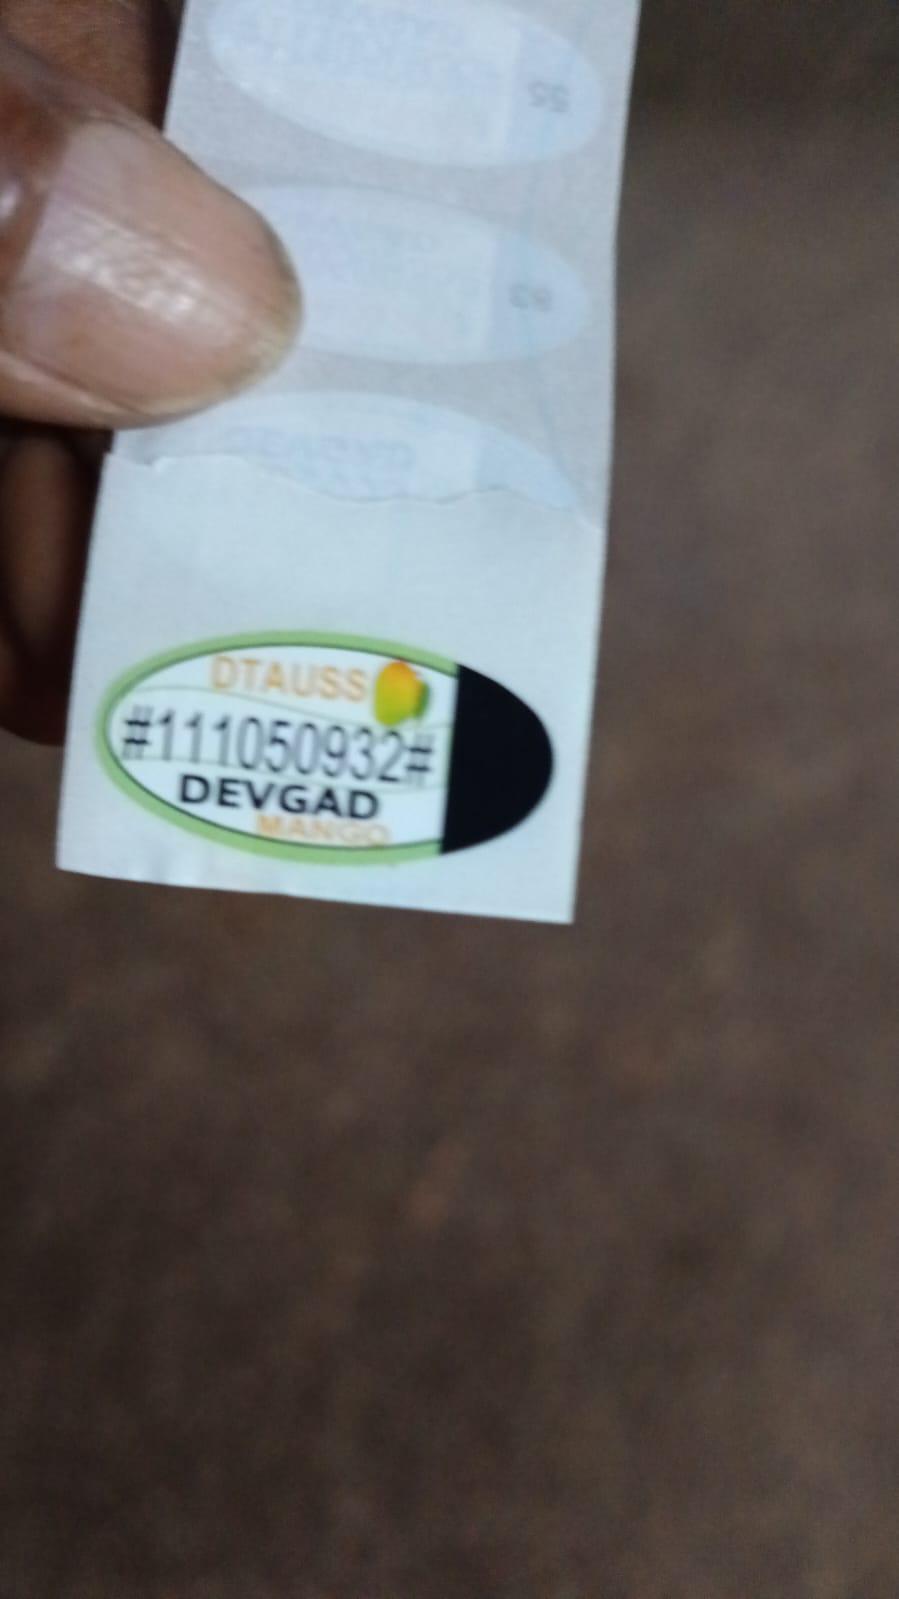 DTAUSS
#111050932#
DEVGAD
MANGO